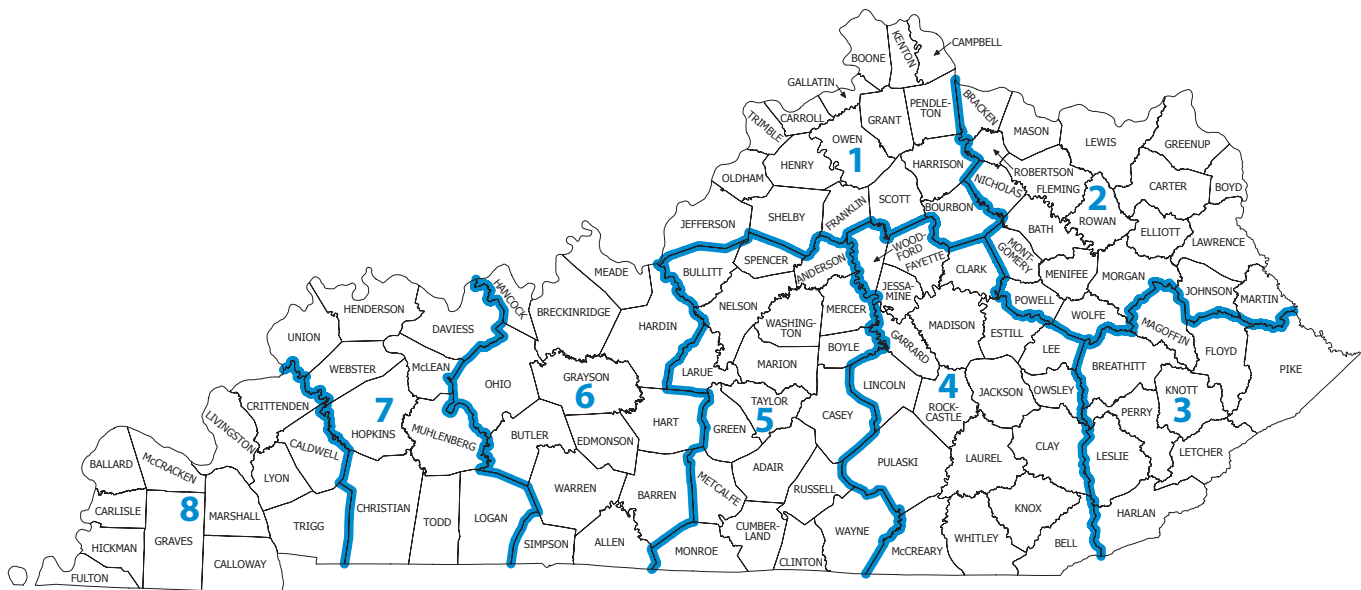 CAMPBELL
KENTON
BOONE
GALLATIN
BRACKEN
PENDLE-
TON
CARROLL
GRANT
TRIMBLE
MASON
OWEN
1
LEWIS
GREENUP
HENRY
HARRISON
ROBERTSON
OLDHAM
NICHOLAS
FLEMING
CARTER
BOYD
2
SCOTT
BOURBON
SHELBY
FRANKLIN
ROWAN
JEFFERSON
BATH
ELLIOTT
LAWRENCE
WOOD-
FORD
FAYETTE
MONT-
GOMERY
SPENCER
ANDERSON
BULLITT
CLARK
MENIFEE
MORGAN
MEADE
HANCOCK
JESSA-
MINE
JOHNSON
MARTIN
POWELL
NELSON
HENDERSON
BRECKINRIDGE
MERCER
WOLFE
WASHING-
TON
MADISON
HARDIN
DAVIESS
ESTILL
MAGOFFIN
UNION
GARRARD
BOYLE
LEE
FLOYD
MARION
McLEAN
BREATHITT
PIKE
WEBSTER
LARUE
GRAYSON
OHIO
LINCOLN
4
JACKSON
OWSLEY
KNOTT
3
6
TAYLOR
5
CRITTENDEN
7
ROCK-
CASTLE
PERRY
LIVINGSTON
CASEY
HART
GREEN
HOPKINS
MUHLENBERG
BUTLER
EDMONSON
CLAY
CALDWELL
LETCHER
LESLIE
LAUREL
PULASKI
BALLARD
McCRACKEN
ADAIR
LYON
METCALFE
WARREN
RUSSELL
BARREN
CARLISLE
8
MARSHALL
KNOX
CHRISTIAN
HARLAN
LOGAN
TODD
TRIGG
CUMBER-
LAND
WAYNE
WHITLEY
GRAVES
ALLEN
SIMPSON
BELL
HICKMAN
MONROE
McCREARY
CLINTON
CALLOWAY
FULTON